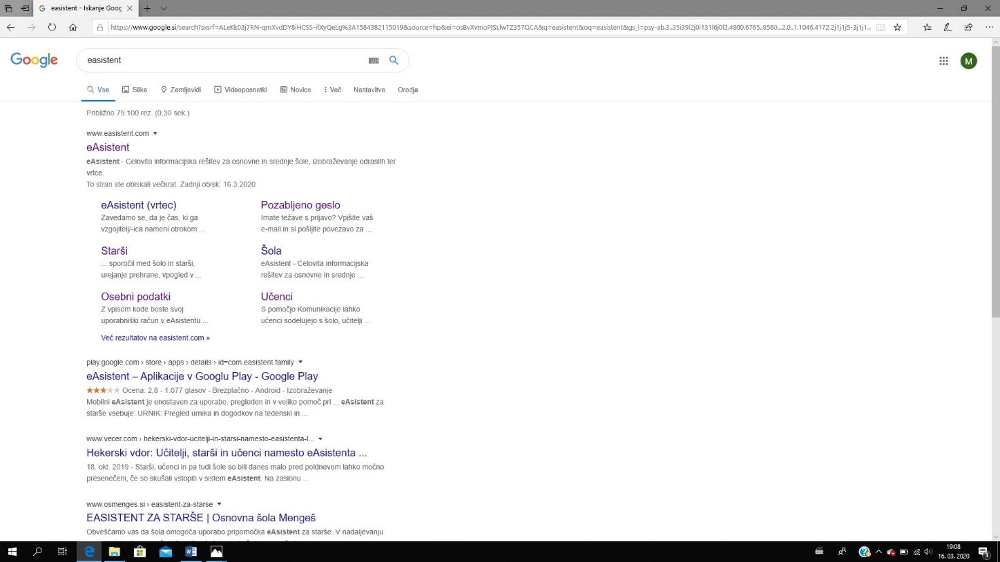 easistent - Iskanje Goog
https://www.google.si/search?sxsrf=ALeKk03j7RN-qmXvdDY8iHCSS-ifXyQeLg%3A1584382115019&source=hp&ei=osBvXvmoPISLlwTZ357QCA&q=easistent&oq=easistent&gs_l=psy-ab.3..35i39l2j0i131l6j0l2.4800.6765..8560...2.0..1.1046.4172.2j1j1j5-3j1j1...
Google
easistent
M
Vse Slike Zemljevidi Videoposnetki Novice Več Nastavitve Orodja
Približno 79.100 rez. (0,30 sek.)
www.easistent.com
eAsistent
eAsistent - Celovita informacijska rešitev za osnovne in srednje šole, izobraževanje odraslih ter
vrtce.
To stran ste obiskali večkrat. Zadnji obisk: 16.3.2020
eAsistent (vrtec)
Zavedamo se, da je čas, ki ga
vzgojitelj/-ica nameni otrokom ...
Pozabljeno geslo
Imate težave s prijavo? Vpišite vaš
e-mail in si pošljite povezavo za ...
Starši
... sporočil med šolo in starši,
urejanje prehrane, vpogled v ...
Šola
eAsistent - Celovita informacijska
rešitev za osnovne in srednje ...
Osebni podatki
Z vpisom kode boste svoj
uporabniški račun v eAsistentu ...
Učenci
S pomočjo Komunikacije lahko
učenci sodelujejo s šolo, učitelji ...
Več rezultatov na easistent.com »
play.google.com › store › apps › details › id=com.easistent.family
eAsistent – Aplikacije v Googlu Play - Google Play
Ocena: 2,8 - 1.077 glasov - Brezplačno - Android - Izobraževanje
Mobilni eAsistent je enostaven za uporabo, pregleden in v veliko pomoč pri ... eAsistent za
starše vsebuje: URNIK: Pregled urnika in dogodkov na tedenski in ...
www.vecer.com › hekerski-vdor-ucitelji-in-starsi-namesto-easistenta-l...
Hekerski vdor: Učitelji, starši in učenci namesto eAsistenta ...
18. okt. 2019 - Starši, učenci in pa tudi šole so bili danes malo pred poldnevom lahko močno
presenečeni, če so skušali vstopiti v sistem eAsistent. Na zaslonu ...
www.osmenges.si › easistent-za-starse
EASISTENT ZA STARŠE | Osnovna šola Mengeš
Obveščamo vas da šola omogoča uporabo pripomočka eAsistent za starše. V nadaljevanju
19:08
16. 03. 2020
3